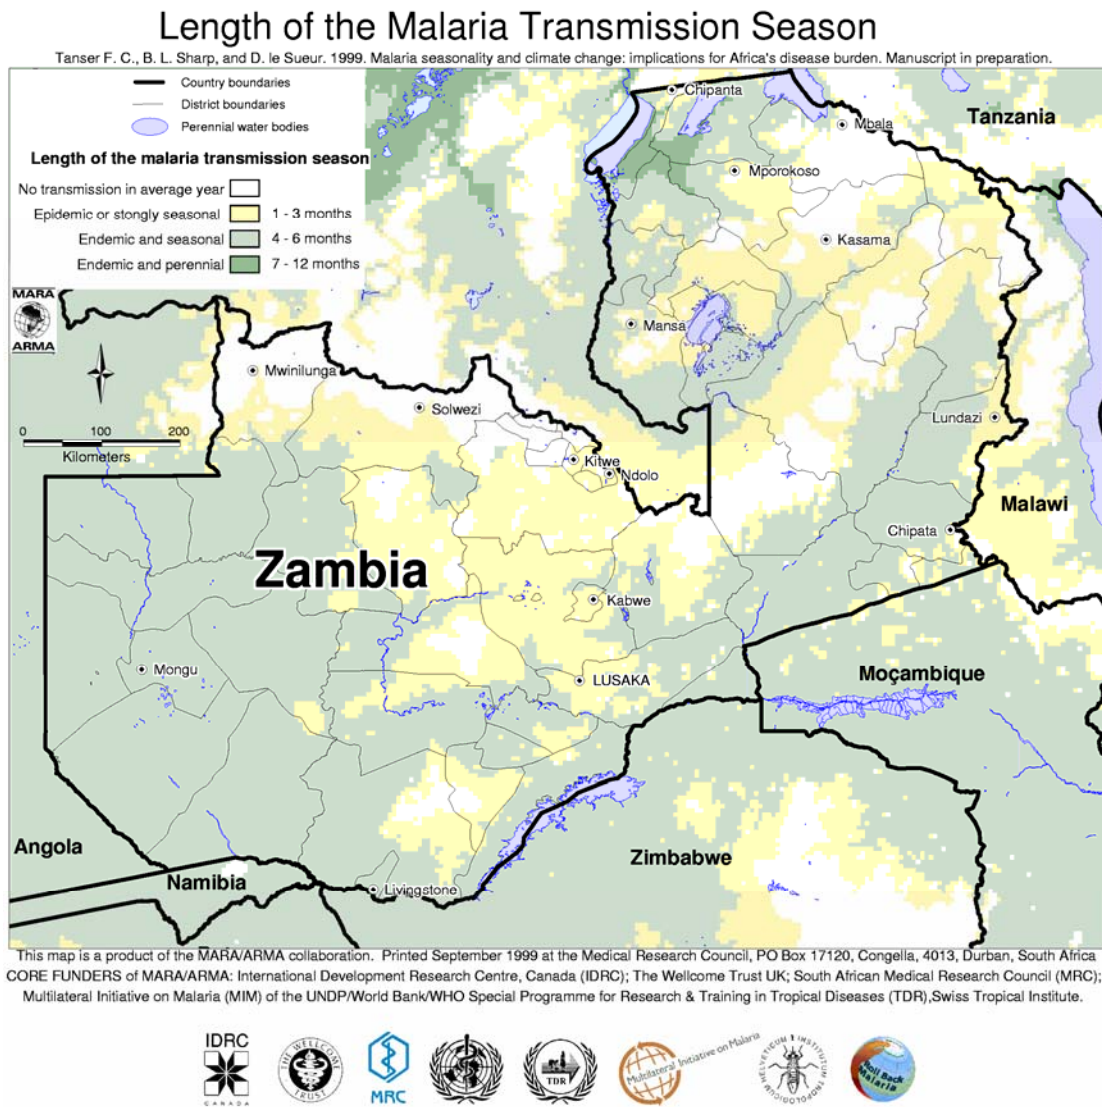 Length of the Malaria Transmission Season
Tanser F. C., B. L. Sharp, and D. le Sueur. 1999. Malaria seasonality and climate change: implications for Africa's disease burden. Manuscript in preparation.
Country boundaries
District boundaries
Perennial water bodies
Length of the malaria transmission season
No transmission in average year
Epidemic or stongly seasonal 1 - 3 months
Endemic and seasonal 4 - 6 months
Endemic and perennial 7 - 12 months
MARA
ARMA
0 100 200
Kilometers
Chipanta
Mbala
Tanzania
Mporokoso
Kasama
Mansa
Mwinilunga
Solwezi
Lundazi
Kitwe
Ndolo
Malawi
Chipata
Zambia
Kabwe
Mongu
LUSAKA
Moçambique
Angola
Namibia
Livingstone
Zimbabwe
This map is a product of the MARA/ARMA collaboration. Printed September 1999 at the Medical Research Council, PO Box 17120, Congella, 4013, Durban, South Africa
CORE FUNDERS of MARA/ARMA: International Development Research Centre, Canada (IDRC); The Wellcome Trust UK; South African Medical Research Council (MRC);
Multilateral Initiative on Malaria (MIM) of the UNDP/World Bank/WHO Special Programme for Research & Training in Tropical Diseases (TDR),Swiss Tropical Institute.
IDRC
CANADA
THE WELLCOME TRUST
MRC
TDR
Multilateral Initiative on Malaria
HELVETICUM INSTITUTUM TROPOLOGICUM
Roll Back
Malaria